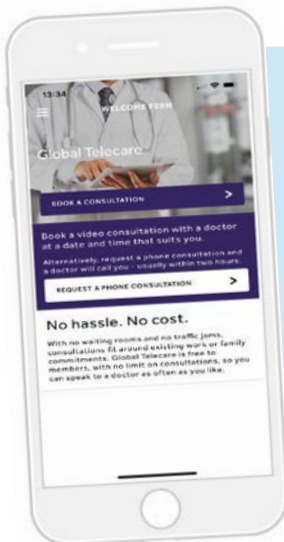 13:34
WELCOME FERN
Global Telecare
BOOK A CONSULTATION >
Book a video consultation with a doctor
at a date and time that suits you.
Alternatively, request a phone consultation and
a doctor will call you - usually within two hours.
REQUEST A PHONE CONSULTATION >
No hassle. No cost.
With no waiting rooms and no traffic jams,
consultations fit around existing work or family
commitments. Global Telecare is free to
members, with no limit on consultations, so you
can speak to a doctor as often as you like.